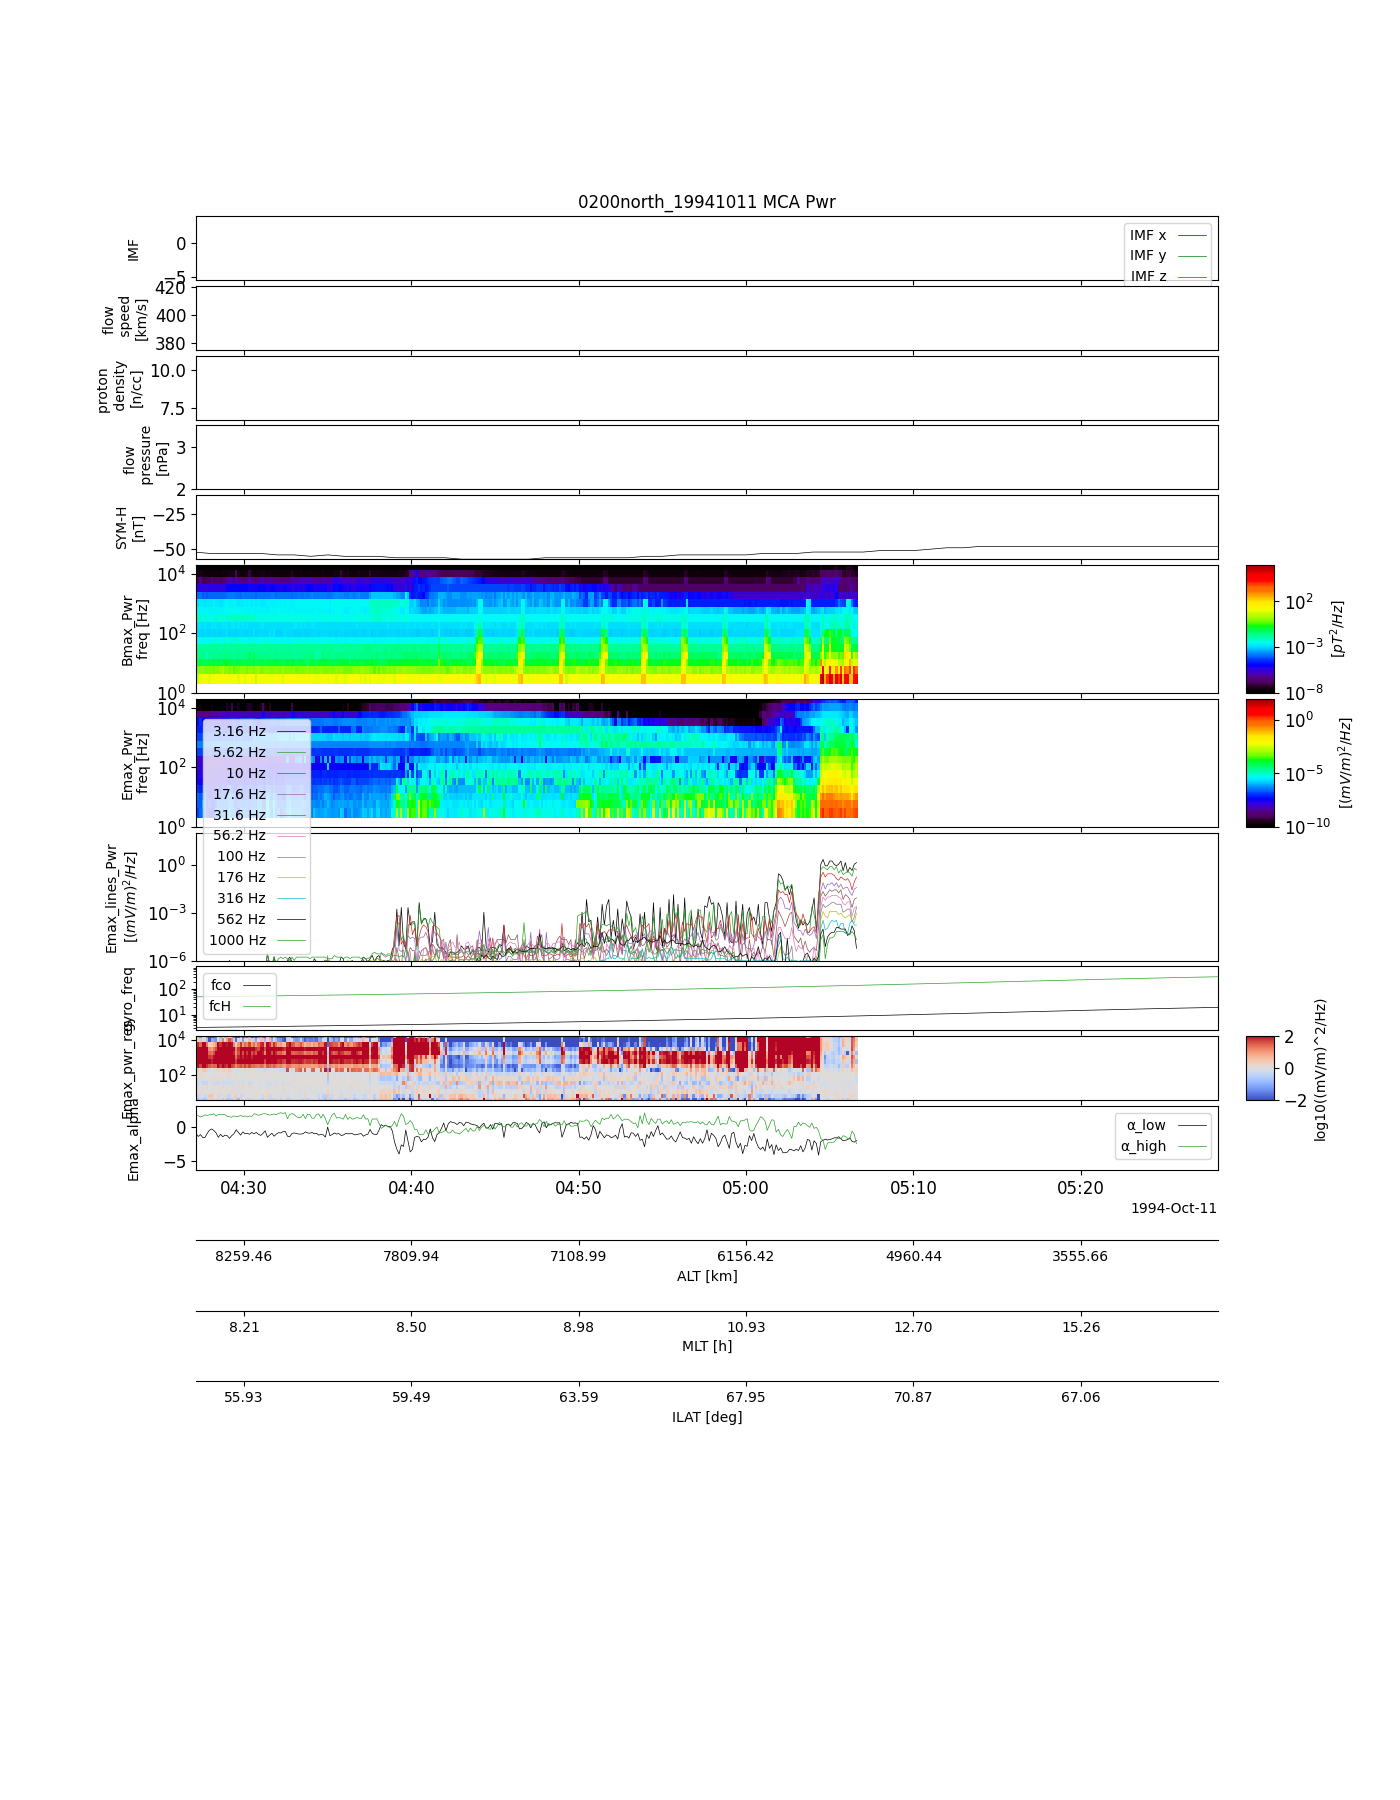 0200north_19941011 MCA Pwr
IMF
0
−5
IMF x
IMF y
IMF z
flow
speed
[km/s]
420
400
380
proton
density
[n/cc]
10.0
7.5
flow
pressure
[nPa]
3
2
SYM-H
[nT]
−25
−50
Bmax_Pwr
freq [Hz]
10^4
10^2
10^0
10^2
10^-3
10^-8
[pT^2/Hz]
Emax_Pwr
freq [Hz]
10^4
10^2
10^0
10^0
10^-5
10^-10
[(mV/m)^2/Hz]
3.16 Hz
5.62 Hz
10 Hz
17.6 Hz
31.6 Hz
56.2 Hz
100 Hz
176 Hz
316 Hz
562 Hz
1000 Hz
Emax_lines_Pwr
[(mV/m)^2/Hz]
10^0
10^-3
10^-6
gyro_freq
10^2
10^1
fco
fcH
Emax_pwr_reg
10^4
10^2
2
0
−2
log10((mV/m)^2/Hz)
Emax_alpha
0
−5
α_low
α_high
04:30 04:40 04:50 05:00 05:10 05:20
1994-Oct-11
8259.46 7809.94 7108.99 6156.42 4960.44 3555.66
ALT [km]
8.21 8.50 8.98 10.93 12.70 15.26
MLT [h]
55.93 59.49 63.59 67.95 70.87 67.06
ILAT [deg]